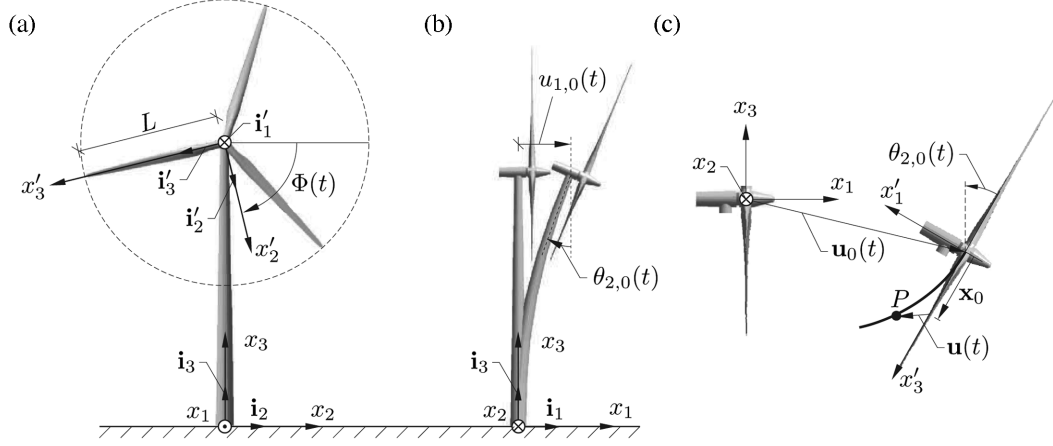 (a)
L
i′₁
i′₃
x′₃
i′₂
Φ(t)
x′₂
x₃
i₃
x₁
i₂
x₂
(b)
u₁,₀(t)
θ₂,₀(t)
x₃
i₃
x₂
i₁
x₁
(c)
x₃
x₂
x₁
u₀(t)
θ₂,₀(t)
x′₁
x₀
P
u(t)
x′₃